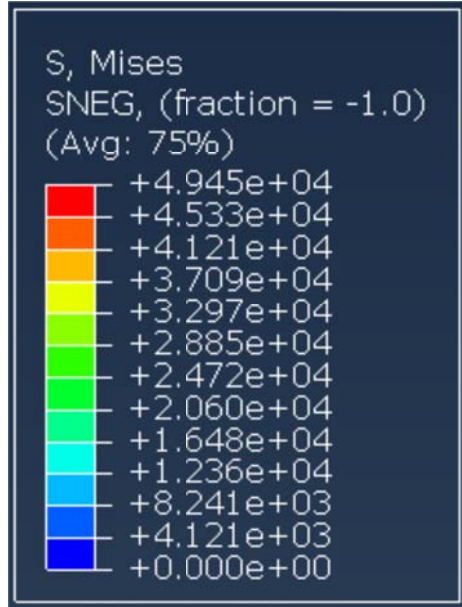 S, Mises
SNEG, (fraction = -1.0)
(Avg: 75%)
+4.945e+04
+4.533e+04
+4.121e+04
+3.709e+04
+3.297e+04
+2.885e+04
+2.472e+04
+2.060e+04
+1.648e+04
+1.236e+04
+8.241e+03
+4.121e+03
+0.000e+00